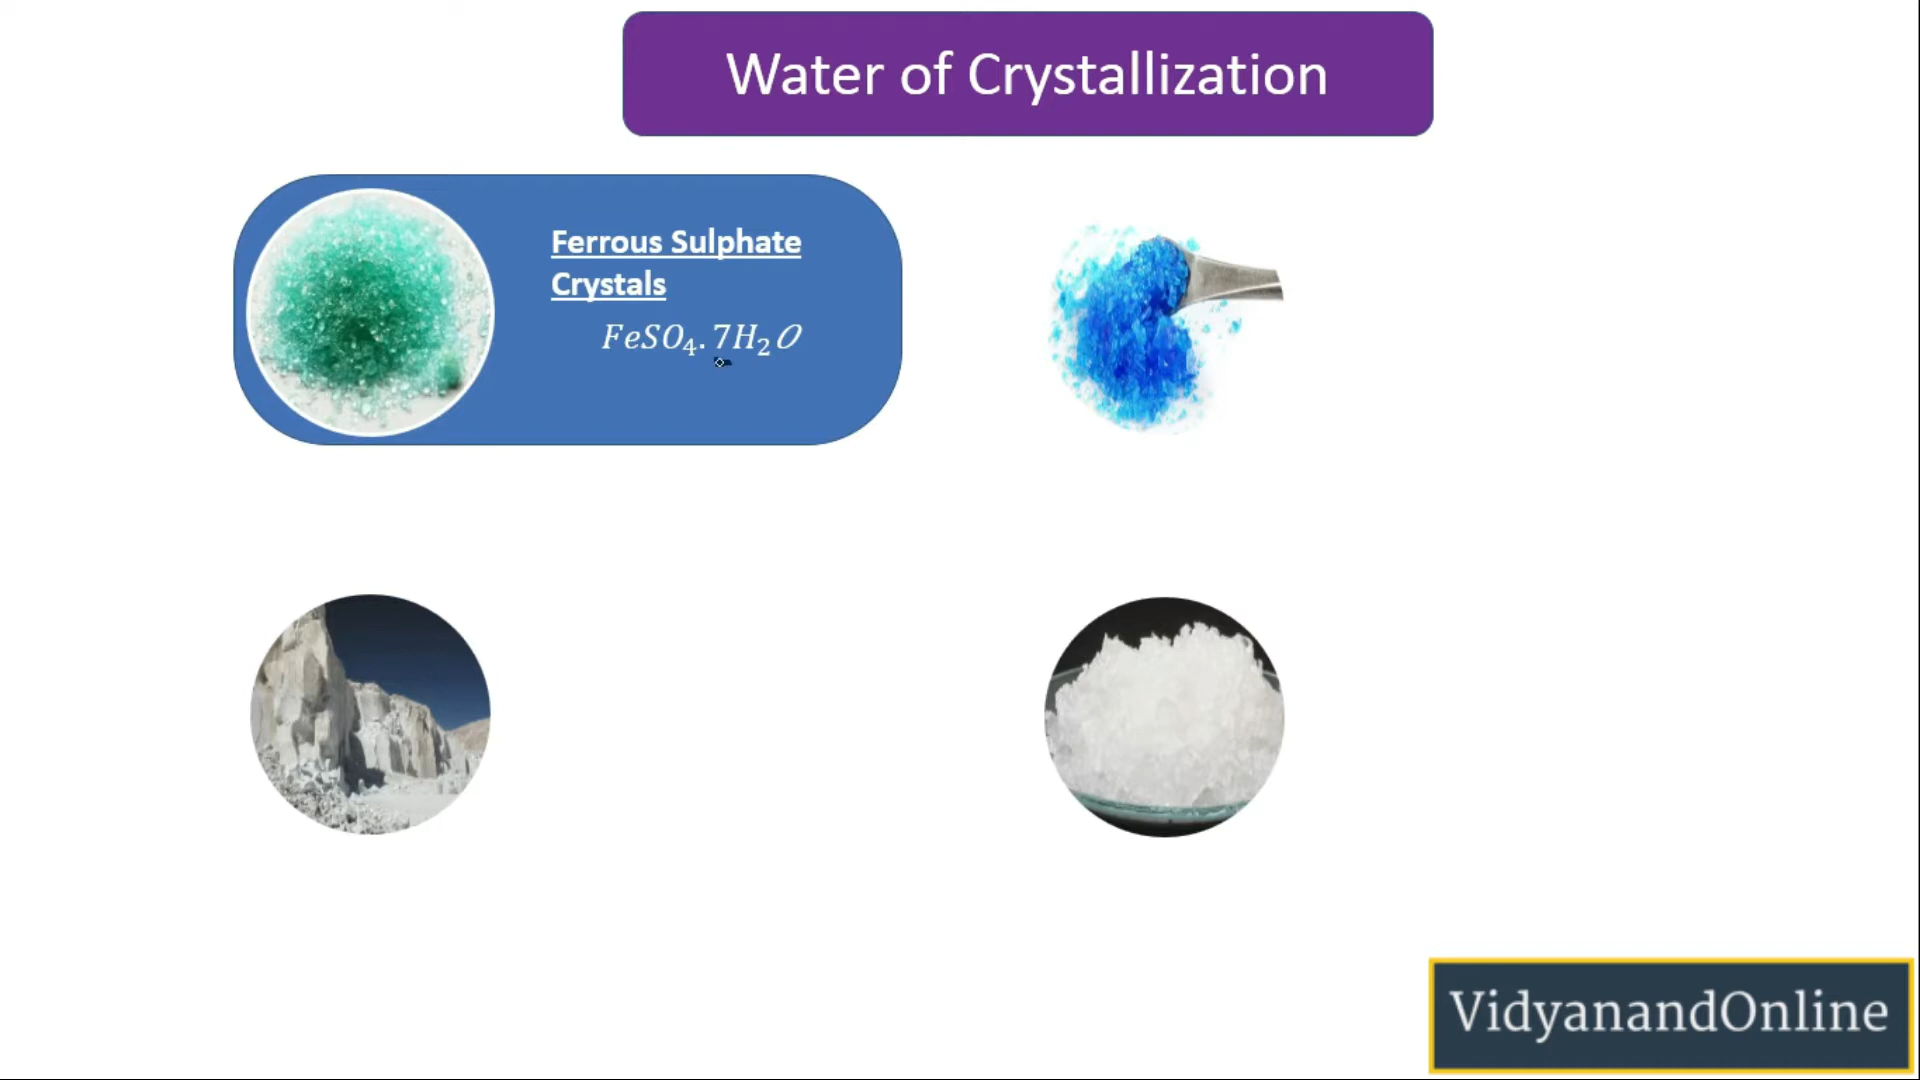 Water of Crystallization
Ferrous Sulphate
Crystals
FeSO₄.7H₂O
VidyanandOnline